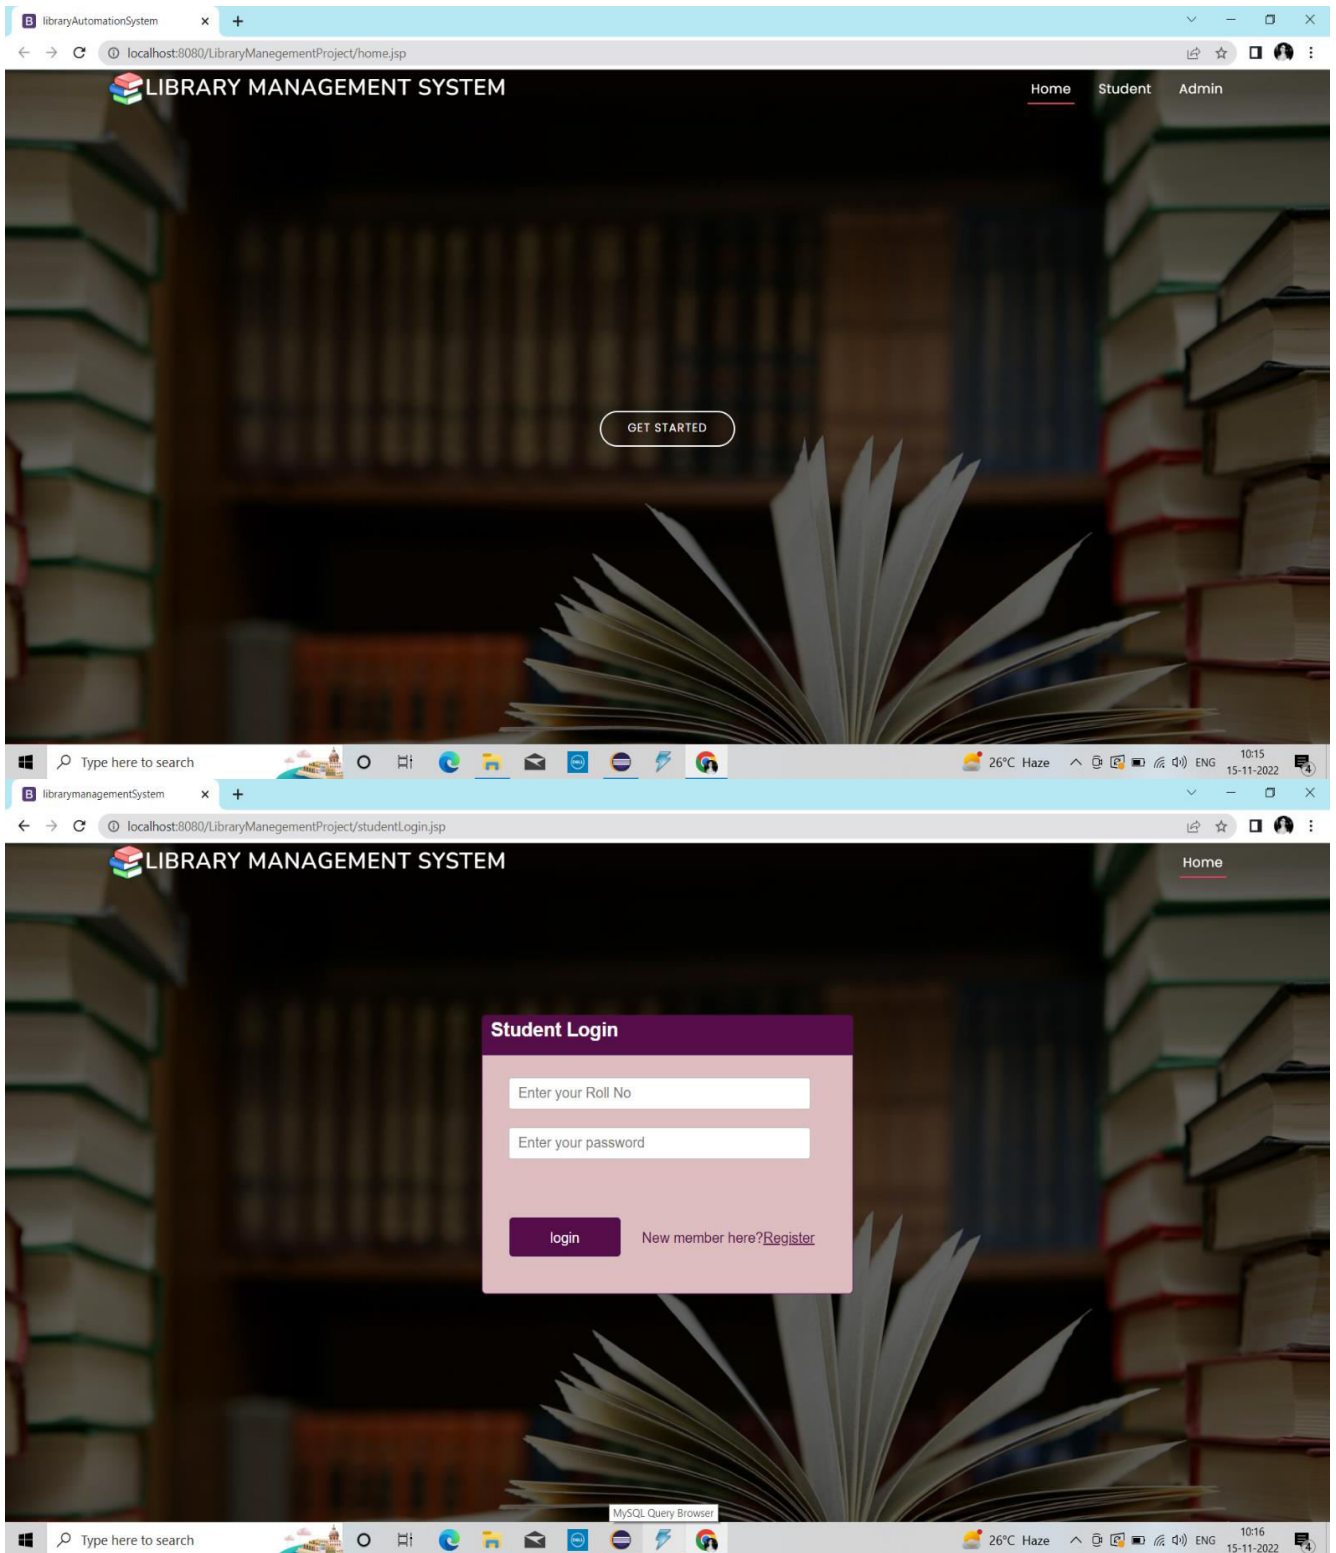 libraryAutomationSystem
localhost:8080/LibraryManegementProject/home.jsp
LIBRARY MANAGEMENT SYSTEM
Home Student Admin
GET STARTED
Type here to search
26°C Haze
ENG
10:15
15-11-2022
4
librarymanagementSystem
localhost:8080/LibraryManegementProject/studentLogin.jsp
LIBRARY MANAGEMENT SYSTEM
Home
Student Login
Enter your Roll No
Enter your password
login New member here?Register
MySQL Query Browser
Type here to search
26°C Haze
ENG
10:16
15-11-2022
4